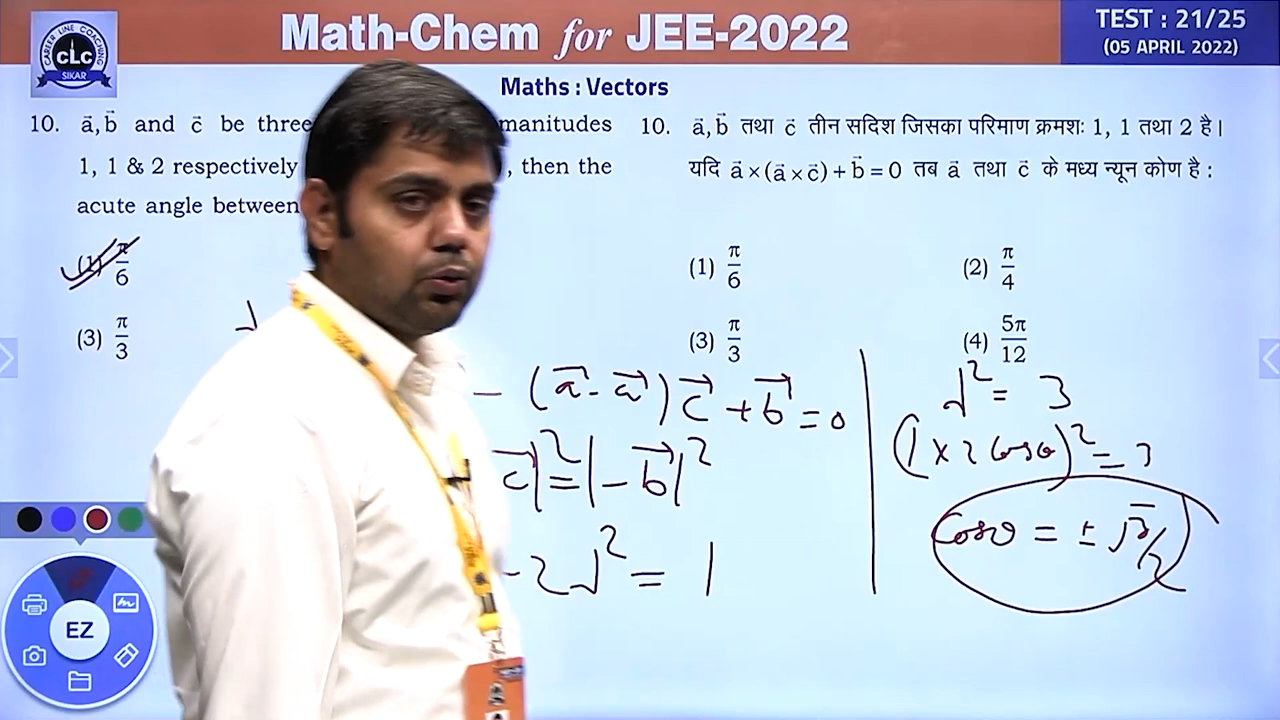 CAREER LINE COACHING
CLC
SIKAR
Math-Chem for JEE-2022
TEST : 21/25
(05 APRIL 2022)
Maths : Vectors
10. a⃗, b⃗ and c⃗ be three manitudes
1, 1 & 2 respectively , then the
acute angle between
(1) π/6
(3) π/3
10. a⃗, b⃗ तथा c⃗ तीन सदिश जिसका परिमाण क्रमशः 1, 1 तथा 2 है।
यदि a⃗ × (a⃗ × c⃗) + b⃗ = 0 तब a⃗ तथा c⃗ के मध्य न्यून कोण है :
(1) π/6 (2) π/4
(3) π/3 (4) 5π/12
− (a⃗ - a⃗) c⃗ + b⃗ = 0
c⃗|² = |−b⃗|²
- 2λ² = 1
λ² = 3
(1 × 2 cosθ)² = 3
cosθ = ± √3/2
EZ